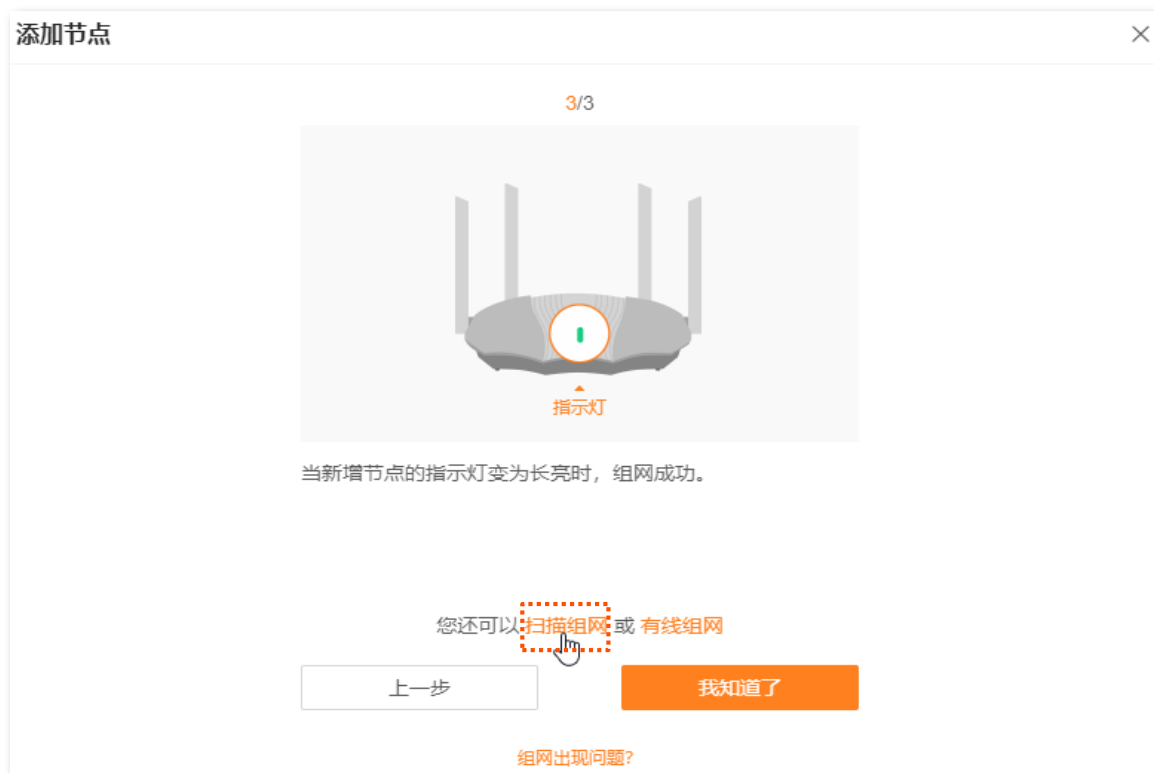 添加节点
3/3
指示灯
当新增节点的指示灯变为长亮时，组网成功。
您还可以 扫描组网 或 有线组网
上一步
我知道了
组网出现问题?